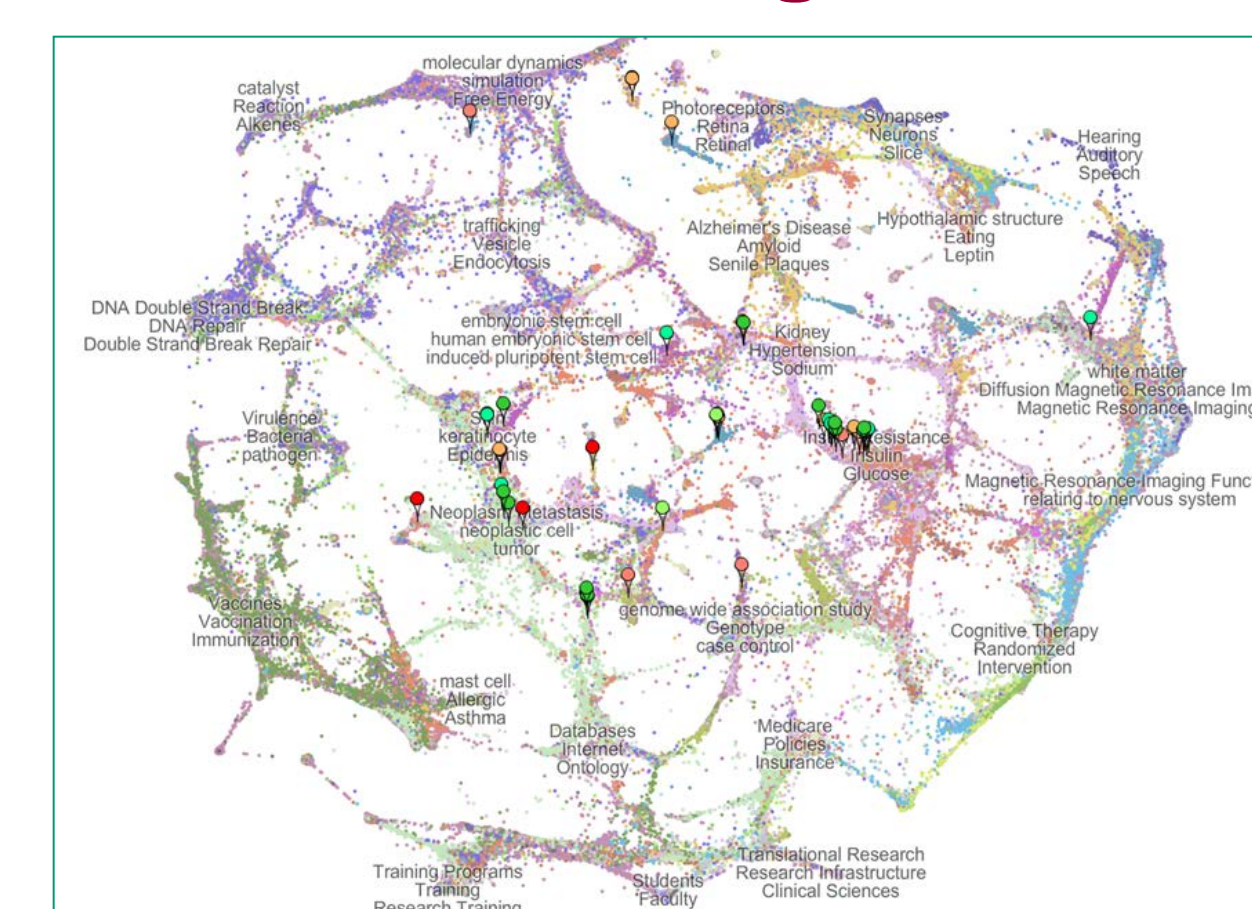 molecular dynamics
simulation
Free Energy
catalyst
Reaction
Alkenes
Photoreceptors
Retina
Retinal
Synapses
Neurons
Slice
Hearing
Auditory
Speech
trafficking
Vesicle
Endocytosis
Alzheimer's Disease
Amyloid
Senile Plaques
Hypothalamic structure
Eating
Leptin
DNA Double Strand Break
DNA Repair
Double Strand Break Repair
embryonic stem cell
human embryonic stem cell
induced pluripotent stem cell
Kidney
Hypertension
Sodium
white matter
Diffusion Magnetic Resonance Im
Magnetic Resonance Imaging
Virulence
Bacteria
pathogen
keratinocyte
Epidermis
Resistance
Insulin
Glucose
Magnetic Resonance Imaging Func
relating to nervous system
Neoplasm Metastasis
neoplastic cell
tumor
Vaccines
Vaccination
Immunization
genome wide association study
Genotype
case control
Cognitive Therapy
Randomized
Intervention
mast cell
Allergic
Asthma
Databases
Internet
Ontology
Medicare
Policies
Insurance
Training Programs
Training
Research Training
Students
Faculty
Translational Research
Research Infrastructure
Clinical Sciences